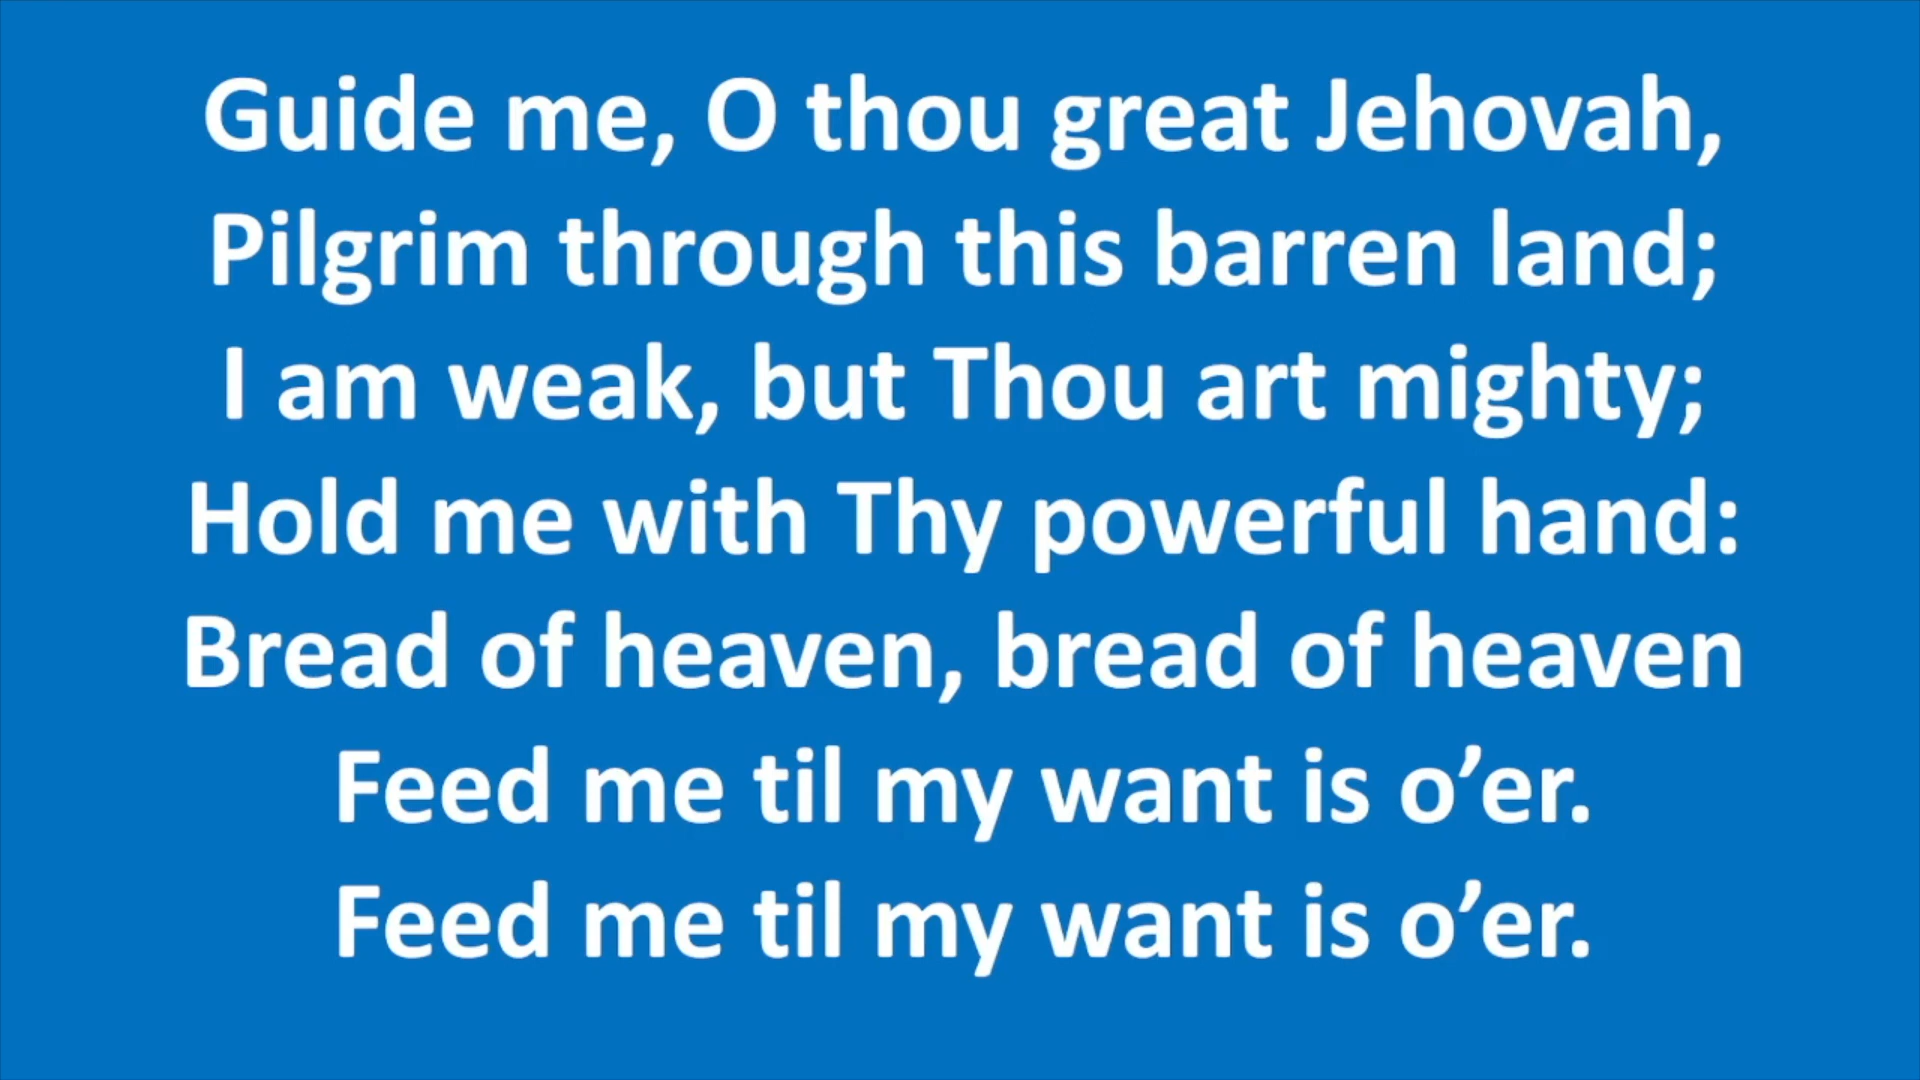 Guide me, O thou great Jehovah,
Pilgrim through this barren land;
I am weak, but Thou art mighty;
Hold me with Thy powerful hand:
Bread of heaven, bread of heaven
Feed me til my want is o’er.
Feed me til my want is o’er.